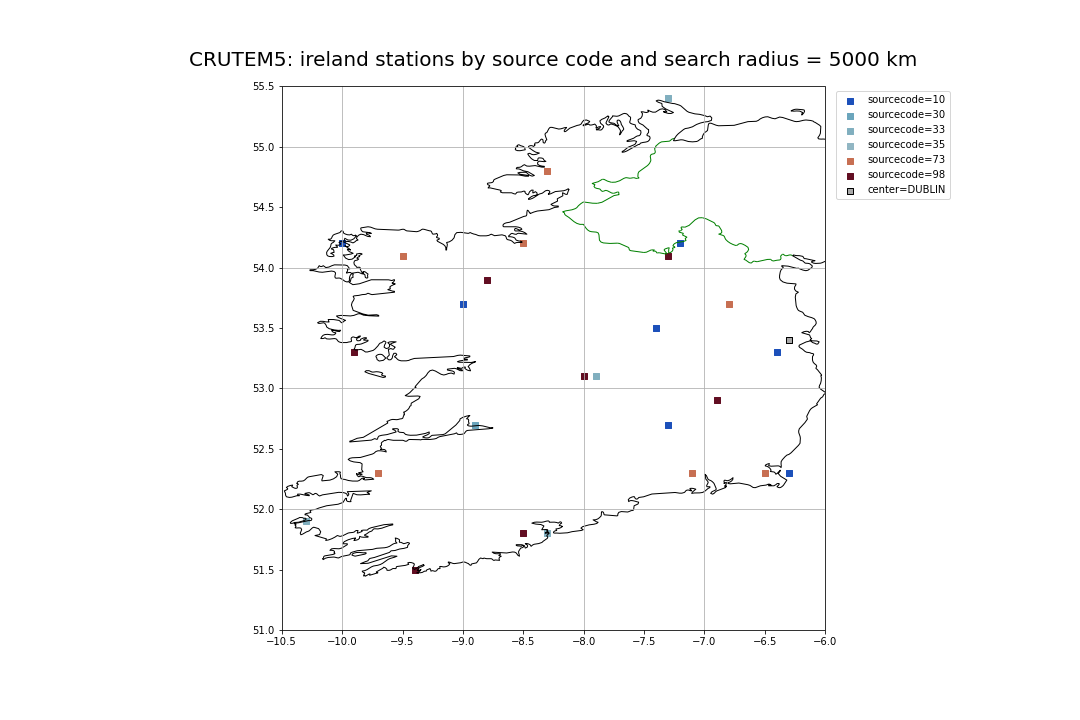 CRUTEM5: ireland stations by source code and search radius = 5000 km
55.5
55.0
54.5
54.0
53.5
53.0
52.5
52.0
51.5
51.0
−10.5 −10.0 −9.5 −9.0 −8.5 −8.0 −7.5 −7.0 −6.5 −6.0
sourcecode=10
sourcecode=30
sourcecode=33
sourcecode=35
sourcecode=73
sourcecode=98
center=DUBLIN